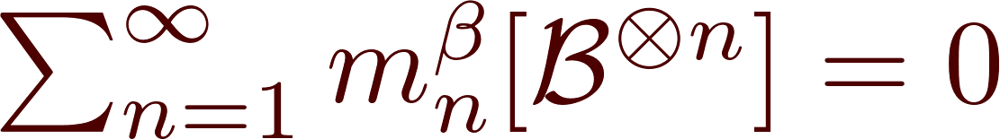 $\sum_{n=1}^{\infty} m_n^{\beta}[\mathcal{B}^{\otimes n}] = 0$